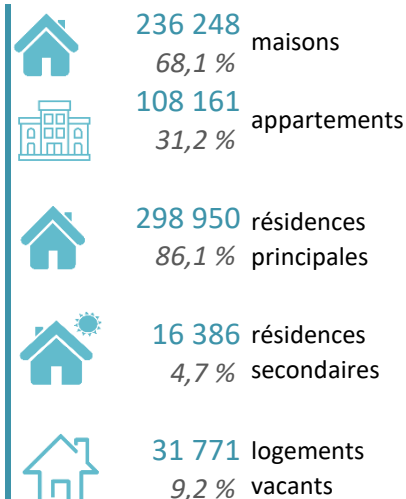 236 248
maisons
68,1 %
108 161
appartements
31,2 %
298 950 résidences
86,1 % principales
16 386 résidences
4,7 % secondaires
31 771 logements
9,2 % vacants